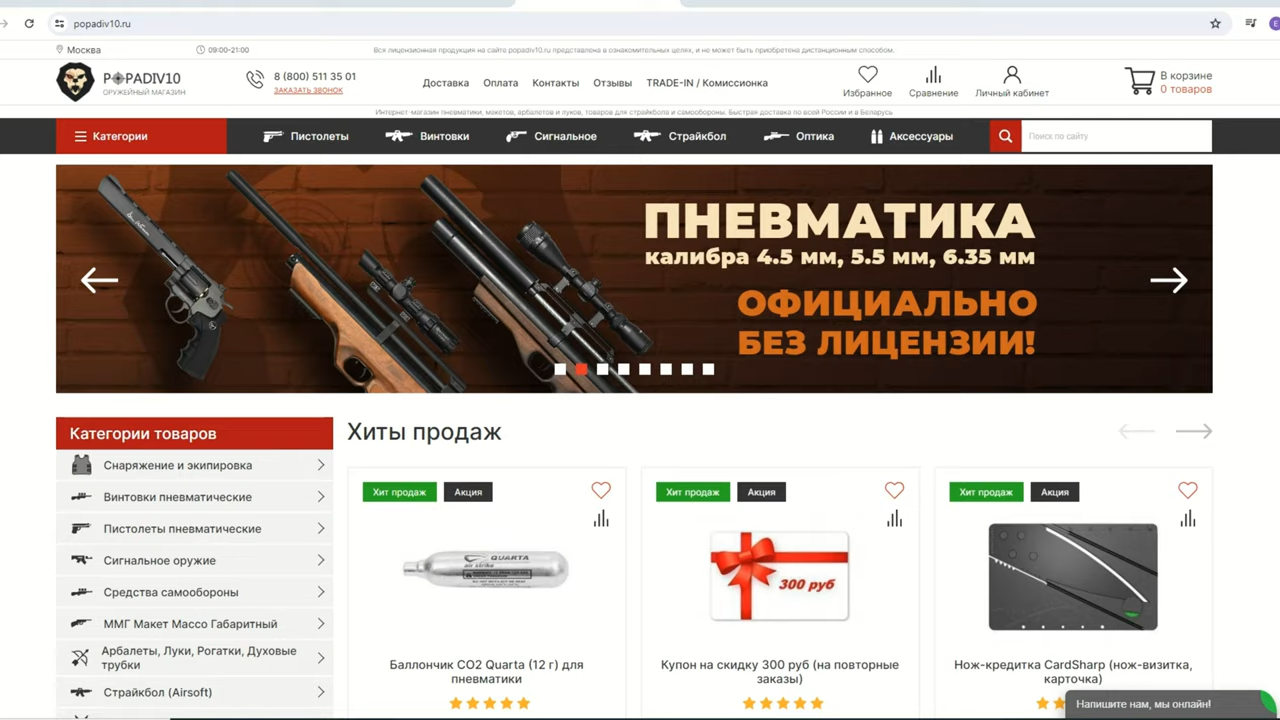 popadiv10.ru
Москва
09:00-21:00
Вся лицензионная продукция на сайте popadiv10.ru представлена в ознакомительных целях, и не может быть приобретена дистанционным способом.
POPADIV10
ОРУЖЕЙНЫЙ МАГАЗИН
8 (800) 511 35 01
ЗАКАЗАТЬ ЗВОНОК
Доставка Оплата Контакты Отзывы TRADE-IN / Комиссионка
Избранное Сравнение Личный кабинет
В корзине
0 товаров
Интернет-магазин пневматики, макетов, арбалетов и луков, товаров для страйкбола и самообороны. Быстрая доставка по всей России и в Беларусь
Категории Пистолеты Винтовки Сигнальное Страйкбол Оптика Аксессуары Поиск по сайту
ПНЕВМАТИКА
калибра 4.5 мм, 5.5 мм, 6.35 мм
ОФИЦИАЛЬНО
БЕЗ ЛИЦЕНЗИИ!
Категории товаров
Снаряжение и экипировка
Винтовки пневматические
Пистолеты пневматические
Сигнальное оружие
Средства самообороны
ММГ Макет Массо Габаритный
Арбалеты, Луки, Рогатки, Духовые
трубки
Страйкбол (Airsoft)
Хиты продаж
Хит продаж Акция
QUARTA
air strike
Баллончик CO2 Quarta (12 г) для
пневматики
Хит продаж Акция
300 руб
Купон на скидку 300 руб (на повторные
заказы)
Хит продаж Акция
Нож-кредитка CardSharp (нож-визитка,
карточка)
Напишите нам, мы онлайн!
E